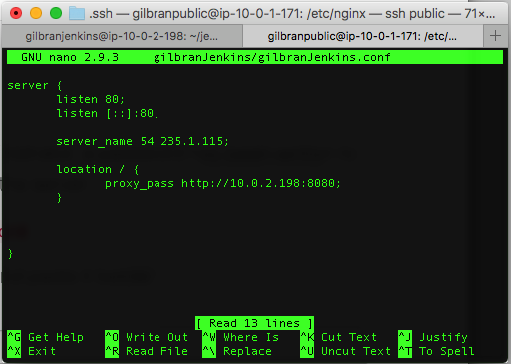 .ssh — gilbranpublic@ip-10-0-1-171: /etc/nginx — ssh public — 71×...
gilbranjenkins@ip-10-0-2-198: ~/je... gilbranpublic@ip-10-0-1-171: /etc/... +
GNU nano 2.9.3 gilbranJenkins/gilbranJenkins.conf
server {
listen 80;
listen [::]:80.
server_name 54 235.1.115;
location / {
proxy_pass http://10.0.2.198:8080;
}
}
[ Read 13 lines ]
^G Get Help ^O Write Out ^W Where Is ^K Cut Text ^J Justify
^X Exit ^R Read File ^\ Replace ^U Uncut Text ^T To Spell